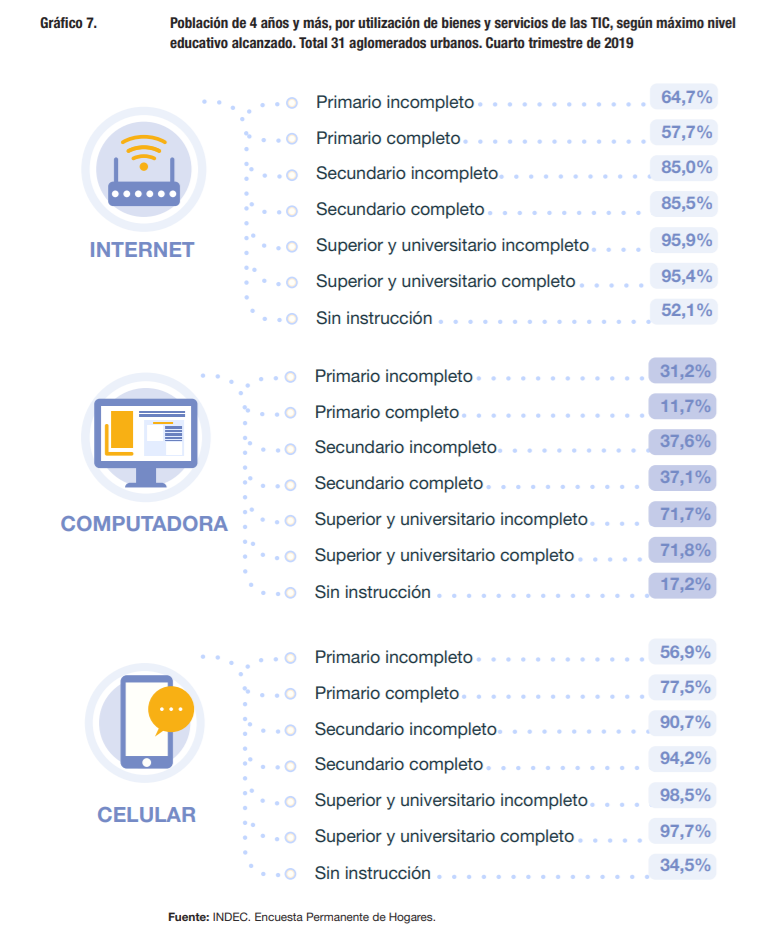 Gráfico 7. Población de 4 años y más, por utilización de bienes y servicios de las TIC, según máximo nivel
educativo alcanzado. Total 31 aglomerados urbanos. Cuarto trimestre de 2019
INTERNET
Primario incompleto 64,7%
Primario completo 57,7%
Secundario incompleto 85,0%
Secundario completo 85,5%
Superior y universitario incompleto 95,9%
Superior y universitario completo 95,4%
Sin instrucción 52,1%
COMPUTADORA
Primario incompleto 31,2%
Primario completo 11,7%
Secundario incompleto 37,6%
Secundario completo 37,1%
Superior y universitario incompleto 71,7%
Superior y universitario completo 71,8%
Sin instrucción 17,2%
CELULAR
Primario incompleto 56,9%
Primario completo 77,5%
Secundario incompleto 90,7%
Secundario completo 94,2%
Superior y universitario incompleto 98,5%
Superior y universitario completo 97,7%
Sin instrucción 34,5%
Fuente: INDEC. Encuesta Permanente de Hogares.